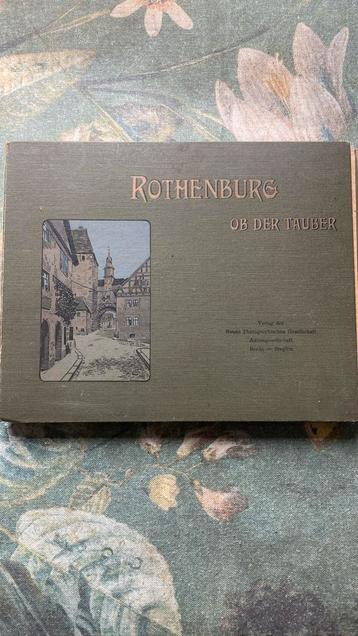 ROTHENBURG
OB DER TAUBER
Verlag der
Neuen Photographischen Gesellschaft
Aktiengesellschaft
Berlin — Steglitz